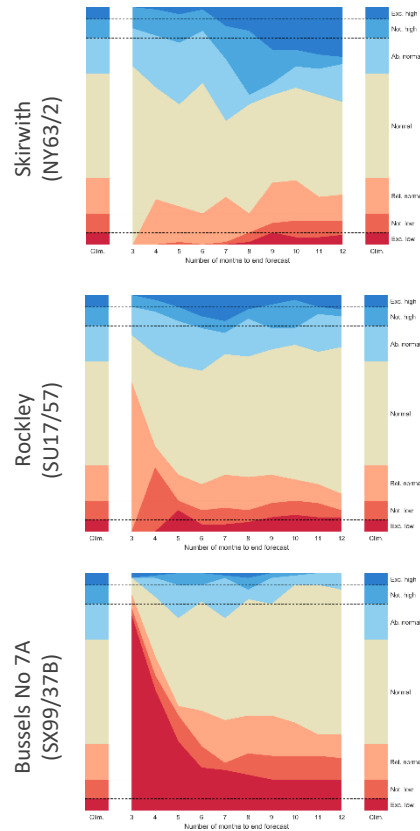 Skirwith
(NY63/2)
Exc. high
Not. high
Ab. normal
Normal
Bel. normal
Not. low
Exc. low
Clim.
3 4 5 6 7 8 9 10 11 12
Clim.
Number of months to end forecast
Rockley
(SU17/57)
Exc. high
Not. high
Ab. normal
Normal
Bel. normal
Not. low
Exc. low
Clim.
3 4 5 6 7 8 9 10 11 12
Clim.
Number of months to end forecast
Bussels No 7A
(SX99/37B)
Exc. high
Not. high
Ab. normal
Normal
Bel. normal
Not. low
Exc. low
Clim.
3 4 5 6 7 8 9 10 11 12
Clim.
Number of months to end forecast